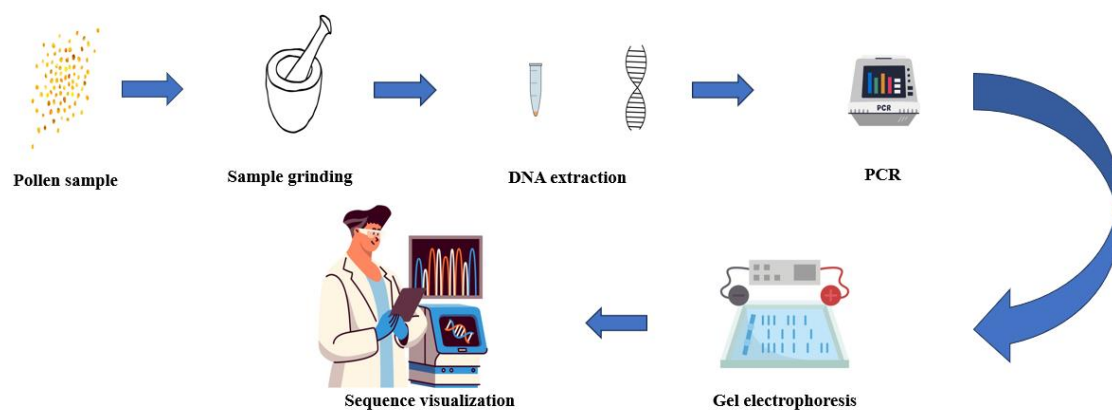 Pollen sample
Sample grinding
DNA extraction
PCR
PCR
Gel electrophoresis
Sequence visualization